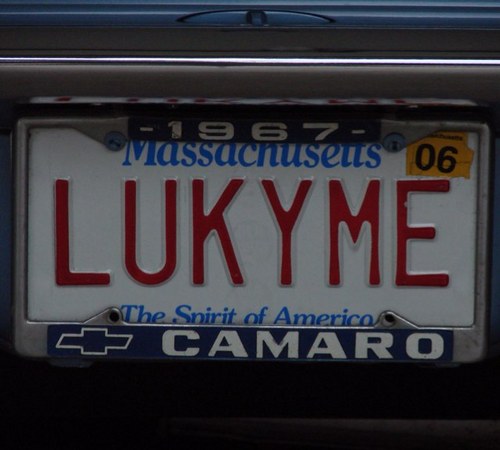 -1967-
Massachusetts
06
LUKYME
The Spirit of America
CAMARO